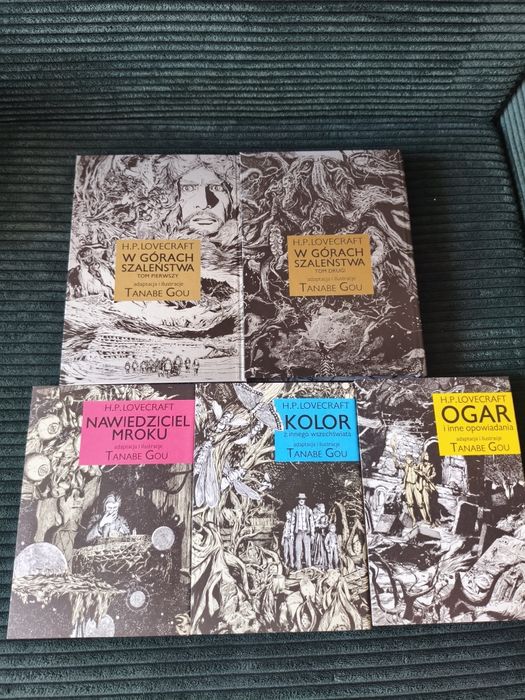 H.P.LOVECRAFT
W GÓRACH
SZALEŃSTWA
TOM PIERWSZY
adaptacja i ilustracje
TANABE GOU
H.P.LOVECRAFT
W GÓRACH
SZALEŃSTWA
TOM DRUGI
adaptacja i ilustracje
TANABE GOU
H.P.LOVECRAFT
NAWIEDZICIEL
MROKU
adaptacja i ilustracje
TANABE GOU
H.P.LOVECRAFT
KOLOR
z innego wszechświata
adaptacja i ilustracje
TANABE GOU
H.P.LOVECRAFT
OGAR
i inne opowiadania
adaptacja i ilustracje
TANABE GOU